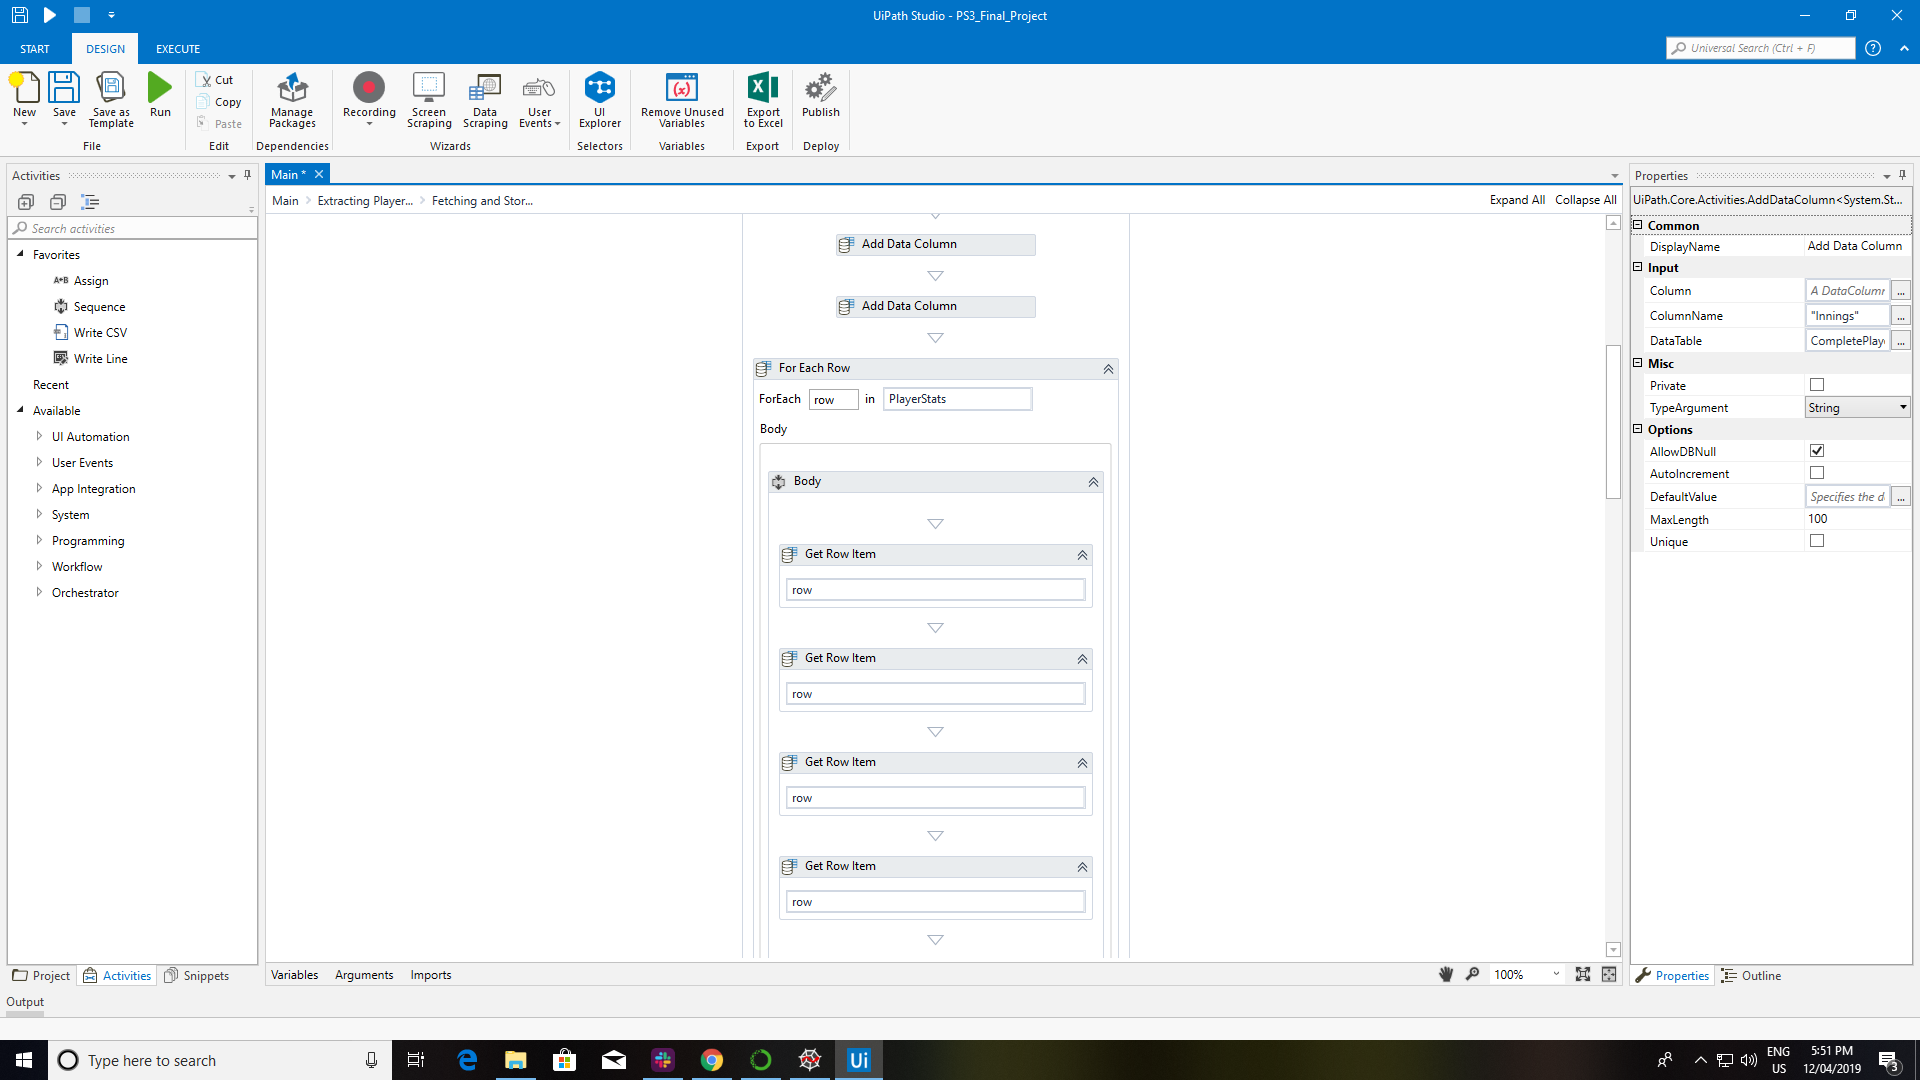 UiPath Studio - PS3_Final_Project
START
DESIGN
EXECUTE
Universal Search (Ctrl + F)
New
Save
Save as Template
Run
Cut
Copy
Paste
Manage Packages
Recording
Screen Scraping
Data Scraping
User Events
UI Explorer
Remove Unused Variables
Export to Excel
Publish
File
Edit
Dependencies
Wizards
Selectors
Variables
Export
Deploy
Activities
Search activities
Favorites
Assign
Sequence
Write CSV
Write Line
Recent
Available
UI Automation
User Events
App Integration
System
Programming
Workflow
Orchestrator
Project
Activities
Snippets
Output
Main *
Main > Extracting Player... > Fetching and Stor...
Expand All
Collapse All
Add Data Column
Add Data Column
For Each Row
ForEach row in PlayerStats
Body
Body
Get Row Item
row
Get Row Item
row
Get Row Item
row
Get Row Item
row
Variables
Arguments
Imports
100%
Properties
UiPath.Core.Activities.AddDataColumn<System.St...
Common
DisplayName Add Data Column
Input
Column A DataColumn ...
ColumnName "Innings" ...
DataTable CompletePlay ...
Misc
Private
TypeArgument String
Options
AllowDBNull
AutoIncrement
DefaultValue Specifies the d ...
MaxLength 100
Unique
Properties
Outline
Type here to search
Ui
ENG
US
5:51 PM
12/04/2019
3